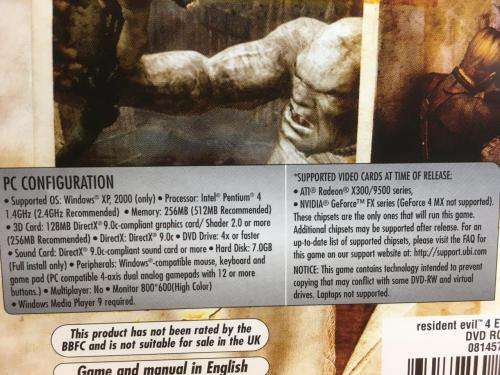 PC CONFIGURATION
• Supported OS: Windows® XP, 2000 (only) • Processor: Intel® Pentium® 4
1.4GHz (2.4GHz Recommended) • Memory: 256MB (512MB Recommended)
• 3D Card: 128MB DirectX® 9.0c-compliant graphics card/ Shader 2.0 or more
(256MB Recommended) • DirectX: DirectX® 9.0c • DVD Drive: 4x or faster
• Sound Card: DirectX® 9.0c-compliant sound card or more • Hard Disk: 7.0GB
(Full install only) • Peripherals: Windows®-compatible mouse, keyboard and
game pad (PC compatible 4-axis dual analog gamepads with 12 or more
buttons.) • Multiplayer: No • Monitor 800*600(High Color)
• Windows Media Player 9 required.
*SUPPORTED VIDEO CARDS AT TIME OF RELEASE:
• ATI® Radeon® X300/9500 series,
• NVIDIA® GeForce™ FX series (GeForce 4 MX not supported).
These chipsets are the only ones that will run this game.
Additional chipsets may be supported after release. For an
up-to-date list of supported chipsets, please visit the FAQ for
this game on our support website at: http://support.ubi.com
NOTICE: This game contains technology intended to prevent
copying that may conflict with some DVD-RW and virtual
drives. Laptops not supported.
This product has not been rated by the
BBFC and is not suitable for sale in the UK
Game and manual in English
resident evil™ 4 E
DVD RO
081457